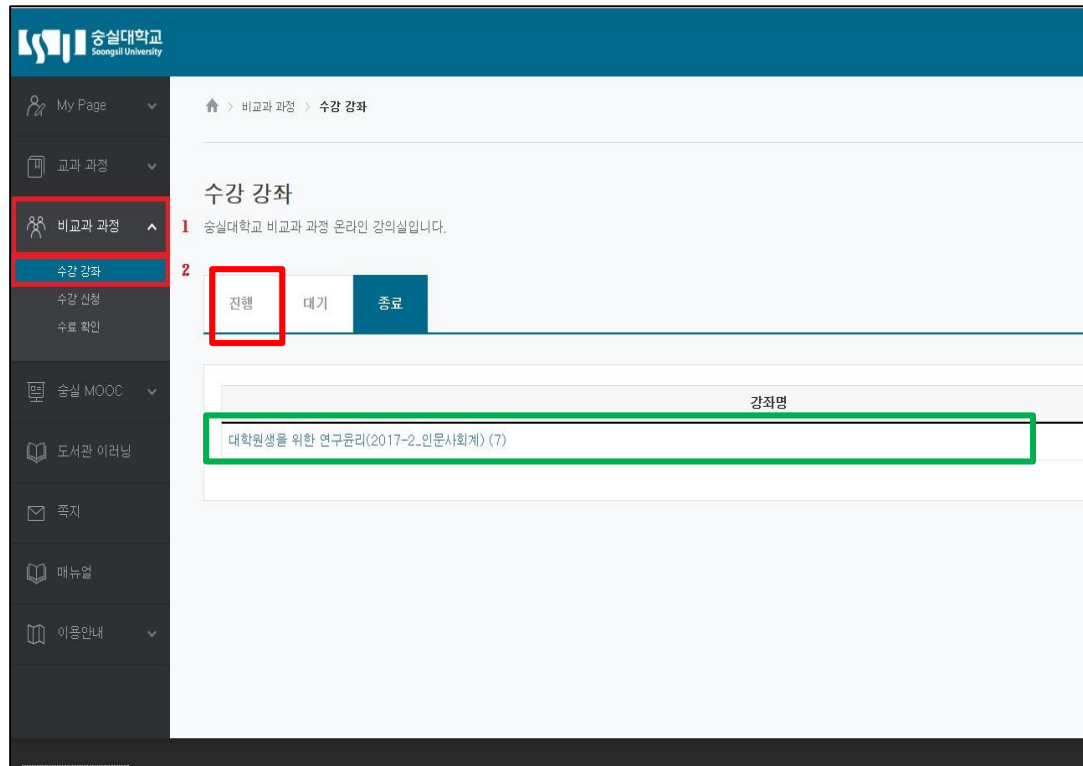 숭실대학교
Soongsil University
My Page
교과 과정
비교과 과정
1
수강 강좌
2
수강 신청
수료 확인
숭실 MOOC
도서관 이러닝
쪽지
매뉴얼
이용안내
비교과 과정 > 수강 강좌
수강 강좌
숭실대학교 비교과 과정 온라인 강의실입니다.
진행 대기 종료
강좌명
대학원생을 위한 연구윤리(2017-2_인문사회계) (7)